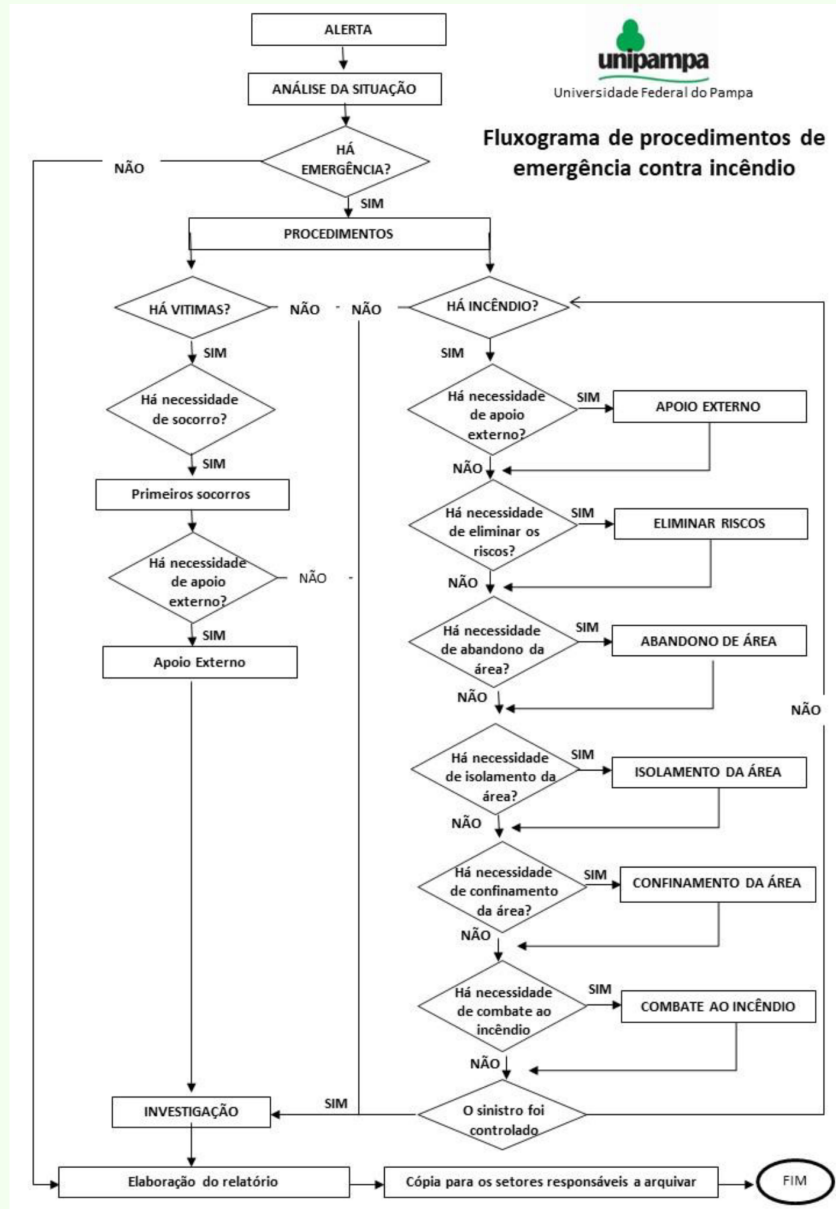 ALERTA
unipampa
Universidade Federal do Pampa
ANÁLISE DA SITUAÇÃO
Fluxograma de procedimentos de
emergência contra incêndio
HÁ
EMERGÊNCIA?
NÃO
SIM
PROCEDIMENTOS
HÁ VITIMAS?
NÃO - NÃO
HÁ INCÊNDIO?
SIM
SIM
Há necessidade
de socorro?
Há necessidade
de apoio
externo?
SIM
APOIO EXTERNO
SIM
NÃO
Primeiros socorros
Há necessidade
de eliminar os
riscos?
SIM
ELIMINAR RISCOS
Há necessidade
de apoio
externo?
NÃO -
NÃO
SIM
Apoio Externo
Há necessidade
de abandono da
área?
SIM
ABANDONO DE ÁREA
NÃO
NÃO
Há necessidade
de isolamento da
área?
SIM
ISOLAMENTO DA ÁREA
NÃO
Há necessidade
de confinamento
da área?
SIM
CONFINAMENTO DA ÁREA
NÃO
Há necessidade
de combate ao
incêndio
SIM
COMBATE AO INCÊNDIO
NÃO
INVESTIGAÇÃO
SIM
O sinistro foi
controlado
Elaboração do relatório
Cópia para os setores responsáveis a arquivar
FIM